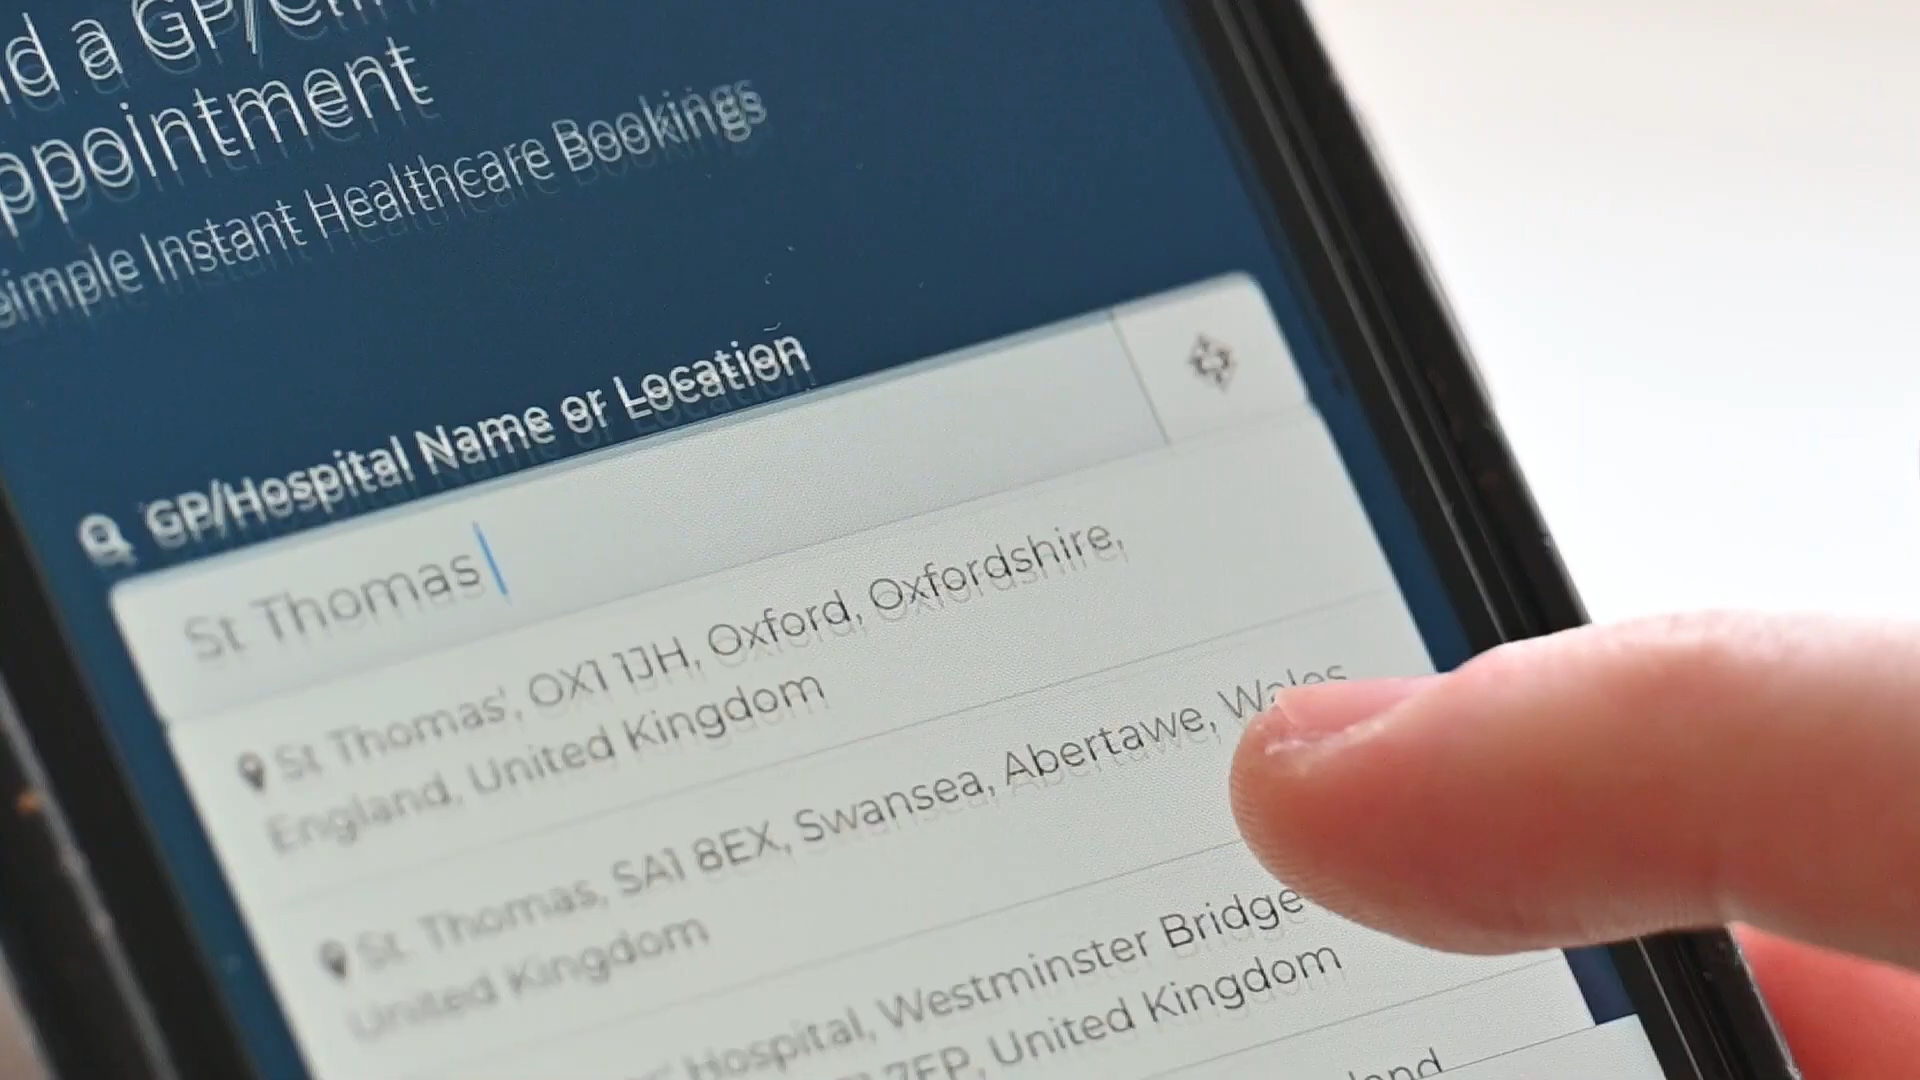 d a GP/
ppointment
Simple Instant Healthcare Bookings
GP/Hospital Name or Location
St Thomas
St Thomas', OX1 1JH, Oxford, Oxfordshire,
England, United Kingdom
St. Thomas, SA1 8EX, Swansea, Abertawe, Wales,
United Kingdom
Hospital, Westminster Bridge
7EP, United Kingdom